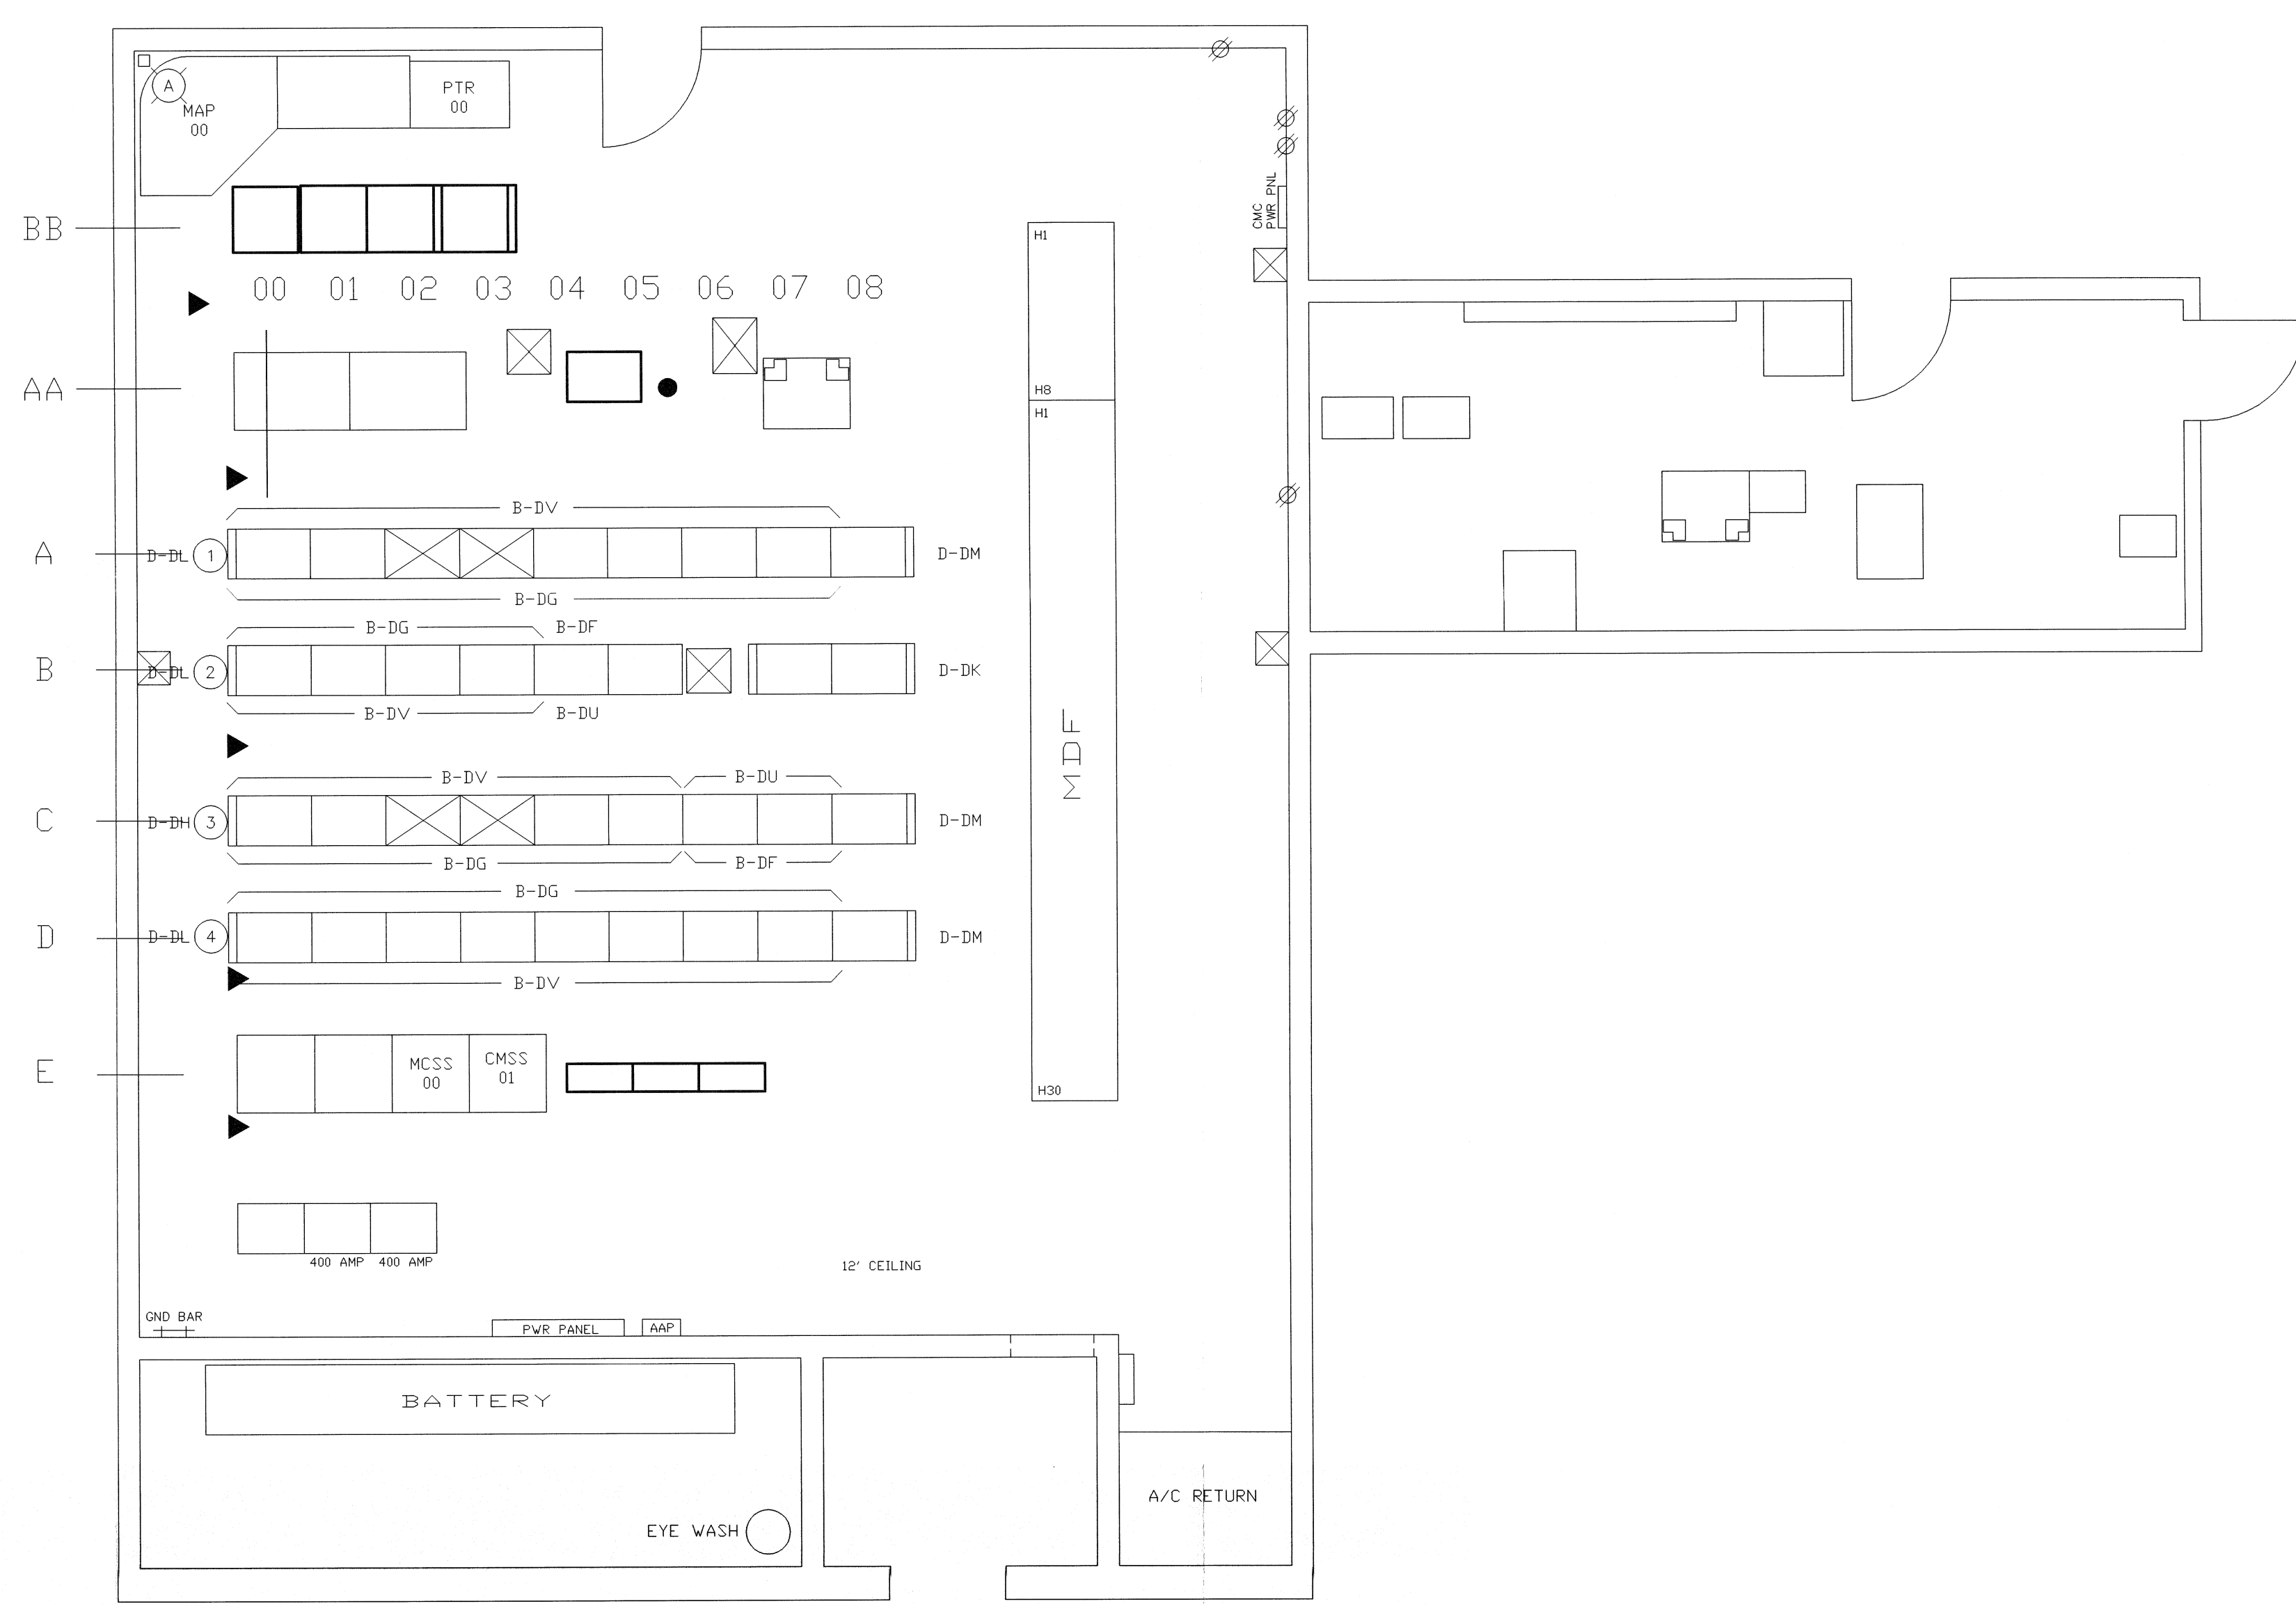 A
MAP
00
PTR
00
CMC
PWR PNL
BB
H1
00 01 02 03 04 05 06 07 08
AA
H8
H1
B-DV
A D-DL 1 D-DM
B-DG
B-DG B-DF
B D-DL 2 D-DK
B-DV B-DU
MDF
B-DV B-DU
C D-DH 3 D-DM
B-DG B-DF
B-DG
D D-DL 4 D-DM
B-DV
E
MCSS
00
CMSS
01
H30
400 AMP 400 AMP
12' CEILING
GND BAR
PWR PANEL
AAP
BATTERY
A/C RETURN
EYE WASH